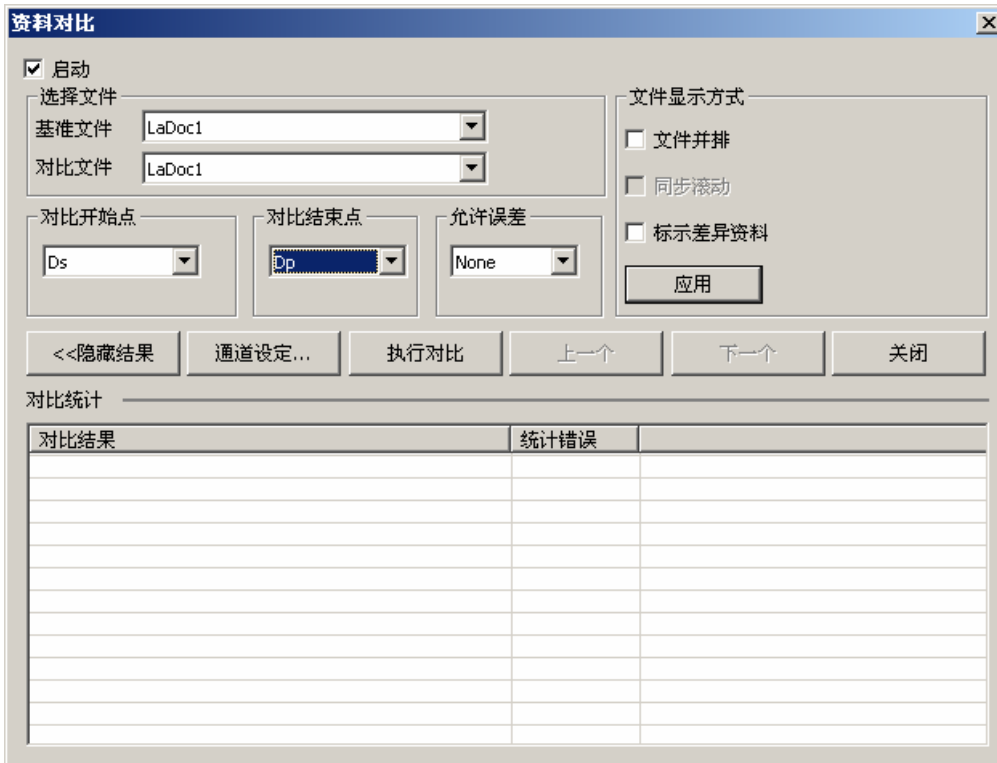 资料对比
启动
选择文件
基准文件 LaDoc1
对比文件 LaDoc1
文件显示方式
文件并排
同步滚动
标示差异资料
应用
对比开始点 对比结束点 允许误差
Ds Dp None
<<隐藏结果 通道设定... 执行对比 上一个 下一个 关闭
对比统计
对比结果 统计错误